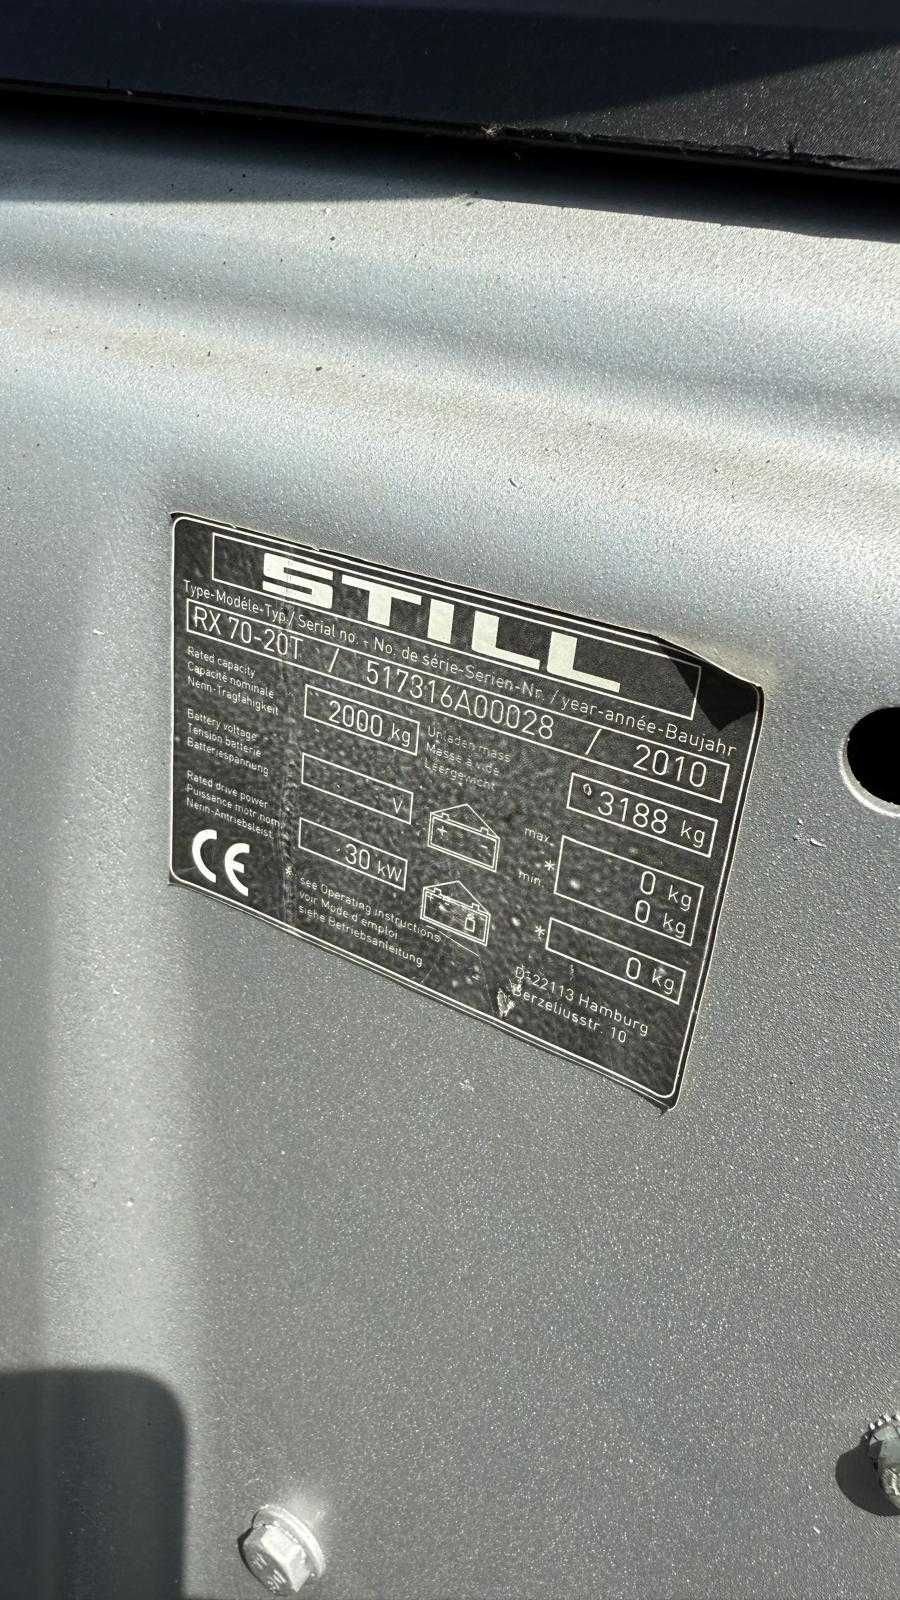 STILL
Type-Modèle-Typ / Serial no. - No. de série-Serien-Nr. / year-année-Baujahr
RX 70-20T / 517316A00028 / 2010
Rated capacity
Capacité nominale
Nenn-Tragfähigkeit
2000 kg
Unladen mass
Masse à vide
Leergewicht
3188 kg
Battery voltage
Tension batterie
Batteriespannung
V
max.
*
min.
0 kg
0 kg
Rated drive power
Puissance motr.nom.
Nenn-Antriebsleist.
30 kW
*
0 kg
CE
* see Operating instructions
voir Mode d'emploi
siehe Betriebsanleitung
D-22113 Hamburg
Berzeliusstr. 10